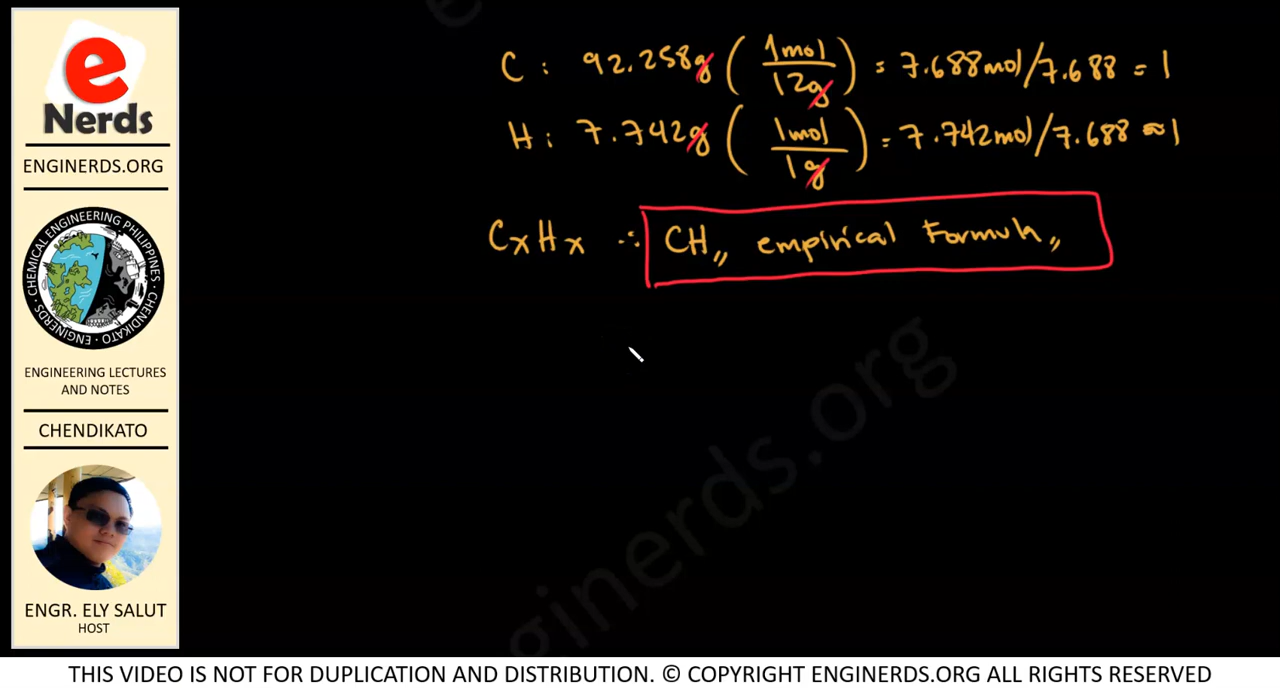 e
Nerds
ENGINERDS.ORG
CHEMICAL ENGINEERING PHILIPPINES
CHENDIKATO ENGINERDS
ENGINEERING LECTURES
AND NOTES
CHENDIKATO
ENGR. ELY SALUT
HOST
C : 92.258g (1mol/12g) = 7.688mol/7.688 = 1
H : 7.742g (1mol/1g) = 7.742mol/7.688 ≈ 1
CxHx ∴ CH,, empirical Formula,,
enginerds.org
THIS VIDEO IS NOT FOR DUPLICATION AND DISTRIBUTION. © COPYRIGHT ENGINERDS.ORG ALL RIGHTS RESERVED